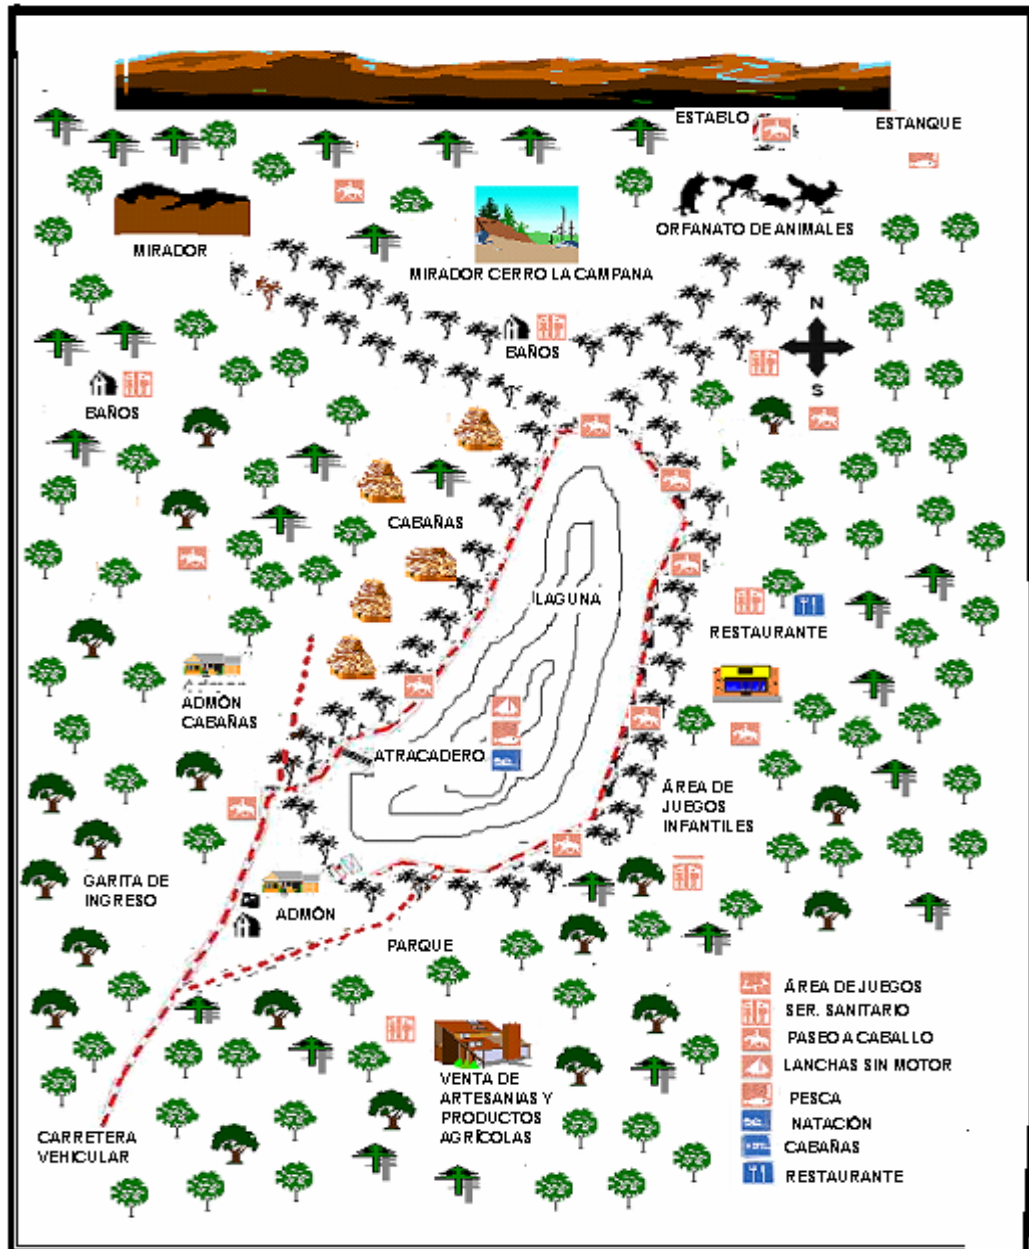 ESTABLO
ESTANQUE
MIRADOR
MIRADOR CERRO LA CAMPANA
ORFANATO DE ANIMALES
N
S
BAÑOS
BAÑOS
CABAÑAS
LAGUNA
RESTAURANTE
ADMÓN
CABAÑAS
ATRACADERO
ÁREA DE
JUEGOS
INFANTILES
GARITA DE
INGRESO
ADMÓN
PARQUE
VENTA DE
ARTESANIAS Y
PRODUCTOS
AGRÍCOLAS
CARRETERA
VEHICULAR
ÁREA DE JUEGOS
SER. SANITARIO
PASEO A CABALLO
LANCHAS SIN MOTOR
PESCA
NATACIÓN
CABAÑAS
RESTAURANTE